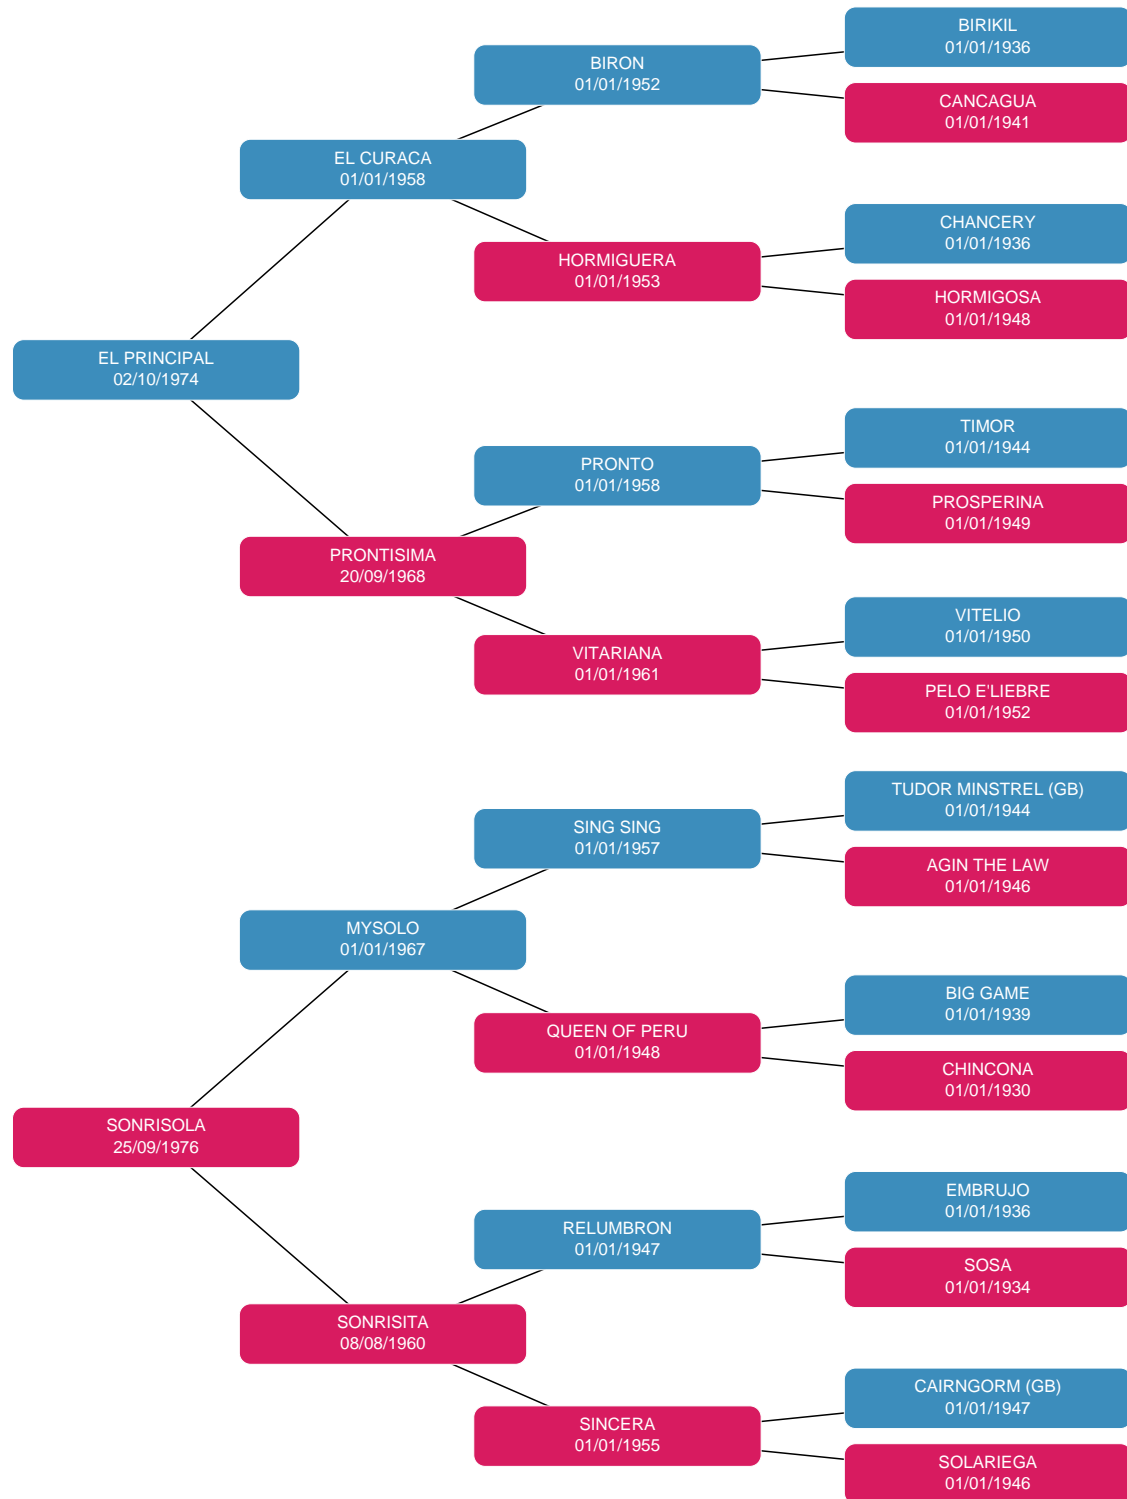 BIRIKIL
01/01/1936
BIRON
01/01/1952
CANCAGUA
01/01/1941
EL CURACA
01/01/1958
CHANCERY
01/01/1936
HORMIGUERA
01/01/1953
HORMIGOSA
01/01/1948
EL PRINCIPAL
02/10/1974
TIMOR
01/01/1944
PRONTO
01/01/1958
PROSPERINA
01/01/1949
PRONTISIMA
20/09/1968
VITELIO
01/01/1950
VITARIANA
01/01/1961
PELO E'LIEBRE
01/01/1952
TUDOR MINSTREL (GB)
01/01/1944
SING SING
01/01/1957
AGIN THE LAW
01/01/1946
MYSOLO
01/01/1967
BIG GAME
01/01/1939
QUEEN OF PERU
01/01/1948
CHINCONA
01/01/1930
SONRISOLA
25/09/1976
EMBRUJO
01/01/1936
RELUMBRON
01/01/1947
SOSA
01/01/1934
SONRISITA
08/08/1960
CAIRNGORM (GB)
01/01/1947
SINCERA
01/01/1955
SOLARIEGA
01/01/1946